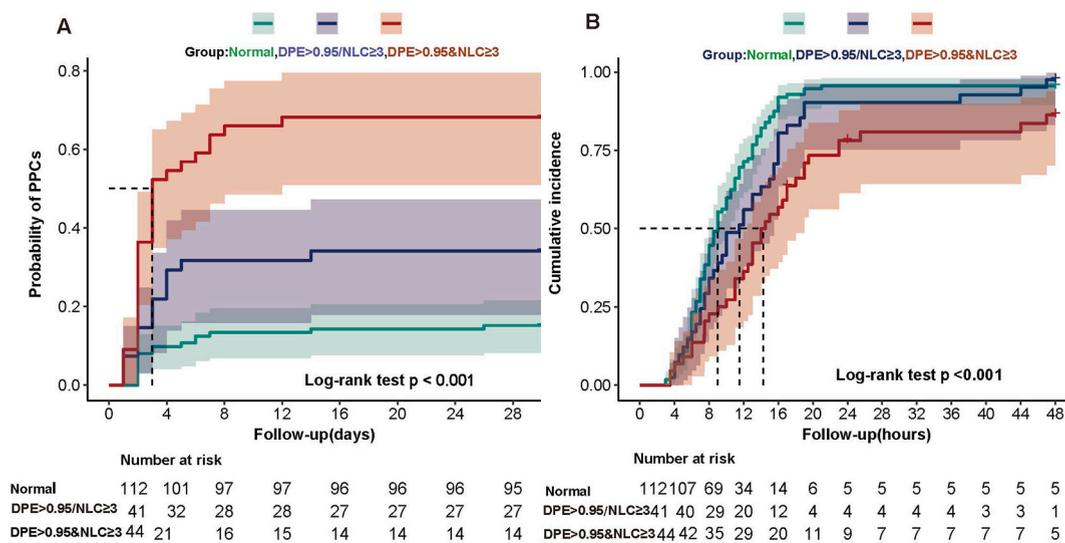 A
Group:Normal,DPE>0.95/NLC≥3,DPE>0.95&NLC≥3
Probability of PPCs
0.8
0.6
0.4
0.2
0.0
Log-rank test p < 0.001
0 4 8 12 16 20 24 28
Follow-up(days)
Number at risk
Normal 112 101 97 97 96 96 96 95
DPE>0.95/NLC≥3 41 32 28 28 27 27 27 27
DPE>0.95&NLC≥3 44 21 16 15 14 14 14 14
B
Group:Normal,DPE>0.95/NLC≥3,DPE>0.95&NLC≥3
Cumulative incidence
1.00
0.75
0.50
0.25
0.00
Log-rank test p <0.001
0 4 8 12 16 20 24 28 32 36 40 44 48
Follow-up(hours)
Number at risk
Normal 112 107 69 34 14 6 5 5 5 5 5 5 5
DPE>0.95/NLC≥3 41 40 29 20 12 4 4 4 4 4 3 3 1
DPE>0.95&NLC≥3 44 42 35 29 20 11 9 7 7 7 7 7 5